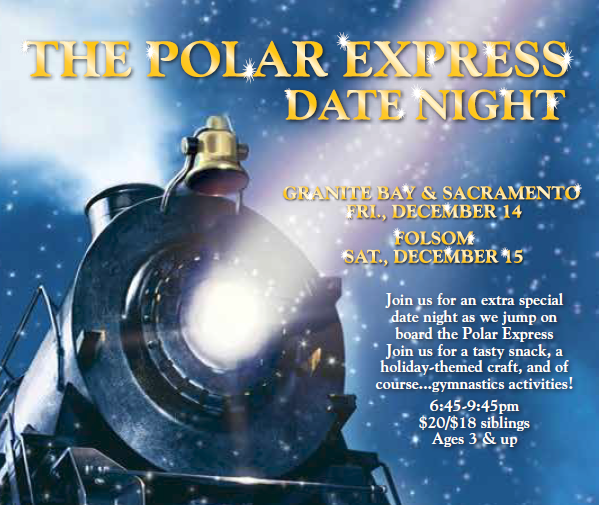 THE POLAR EXPRESS
DATE NIGHT
GRANITE BAY & SACRAMENTO
FRI., DECEMBER 14
FOLSOM
SAT., DECEMBER 15
Join us for an extra special
date night as we jump on
board the Polar Express
Join us for a tasty snack, a
holiday-themed craft, and of
course...gymnastics activities!
6:45-9:45pm
$20/$18 siblings
Ages 3 & up